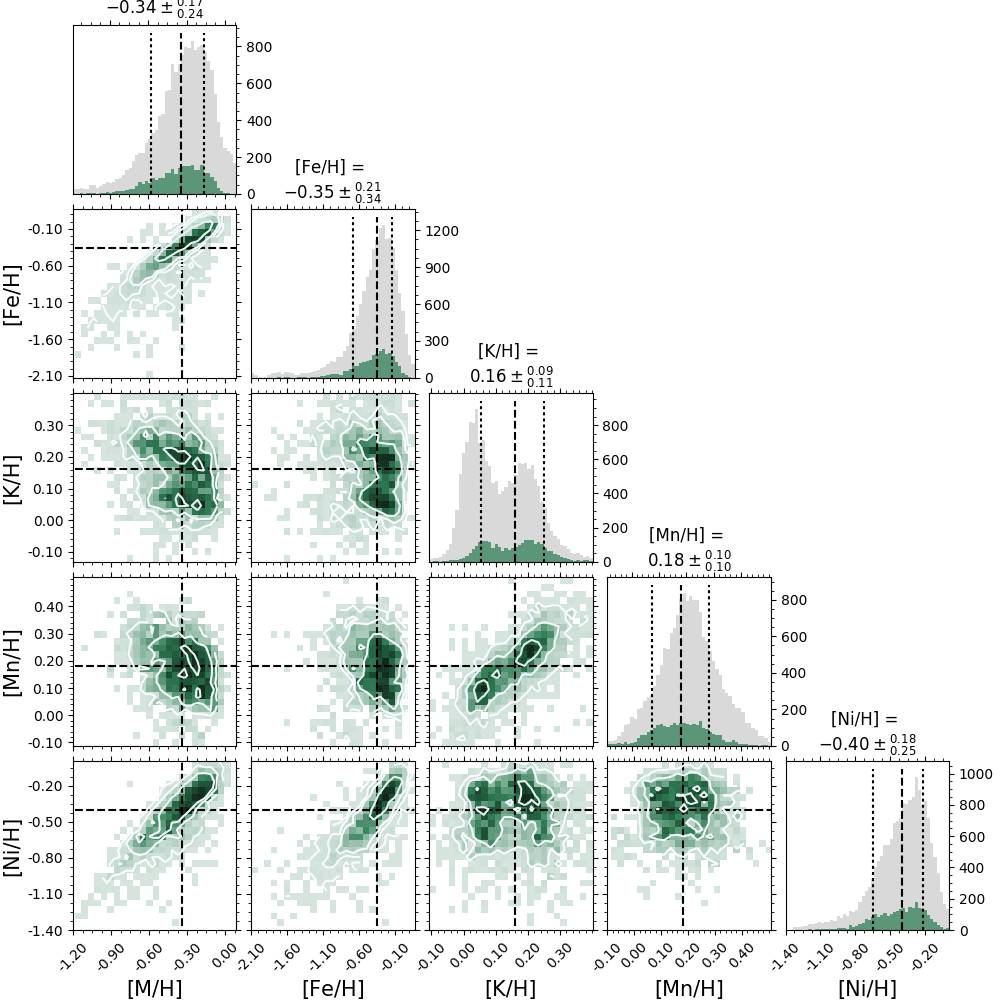 −0.34 ± 0.17 0.24
800
600
400
200
0
[Fe/H] =
−0.35 ± 0.21 0.34
-0.10
-0.60
-1.10
-1.60
-2.10
[Fe/H]
1200
900
600
300
0
[K/H] =
0.16 ± 0.09 0.11
0.30
0.20
0.10
0.00
-0.10
[K/H]
800
600
400
200
0
[Mn/H] =
0.18 ± 0.10 0.10
0.40
0.30
0.20
0.10
0.00
-0.10
[Mn/H]
800
600
400
200
0
[Ni/H] =
−0.40 ± 0.18 0.25
-0.20
-0.50
-0.80
-1.10
-1.40
[Ni/H]
1000
800
600
400
200
0
-1.20 -0.90 -0.60 -0.30 0.00
-2.10 -1.60 -1.10 -0.60 -0.10
-0.10 0.00 0.10 0.20 0.30
-0.10 0.00 0.10 0.20 0.30 0.40
-1.40 -1.10 -0.80 -0.50 -0.20
[M/H] [Fe/H] [K/H] [Mn/H] [Ni/H]